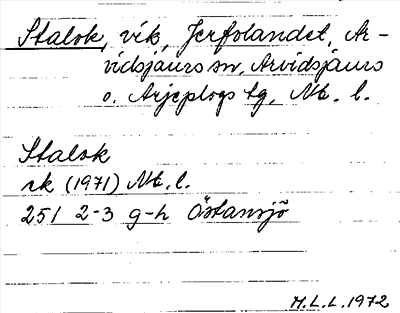 Stalok, vik, Jerfolandet, Ar-
vidsjaurs sn, Arvidsjaurs
o. Arjeplogs tg, Nb. l.
Stalok
rk (1971) Nb. l.
251 2-3 g-h Östansjö
M.L.L. 1972